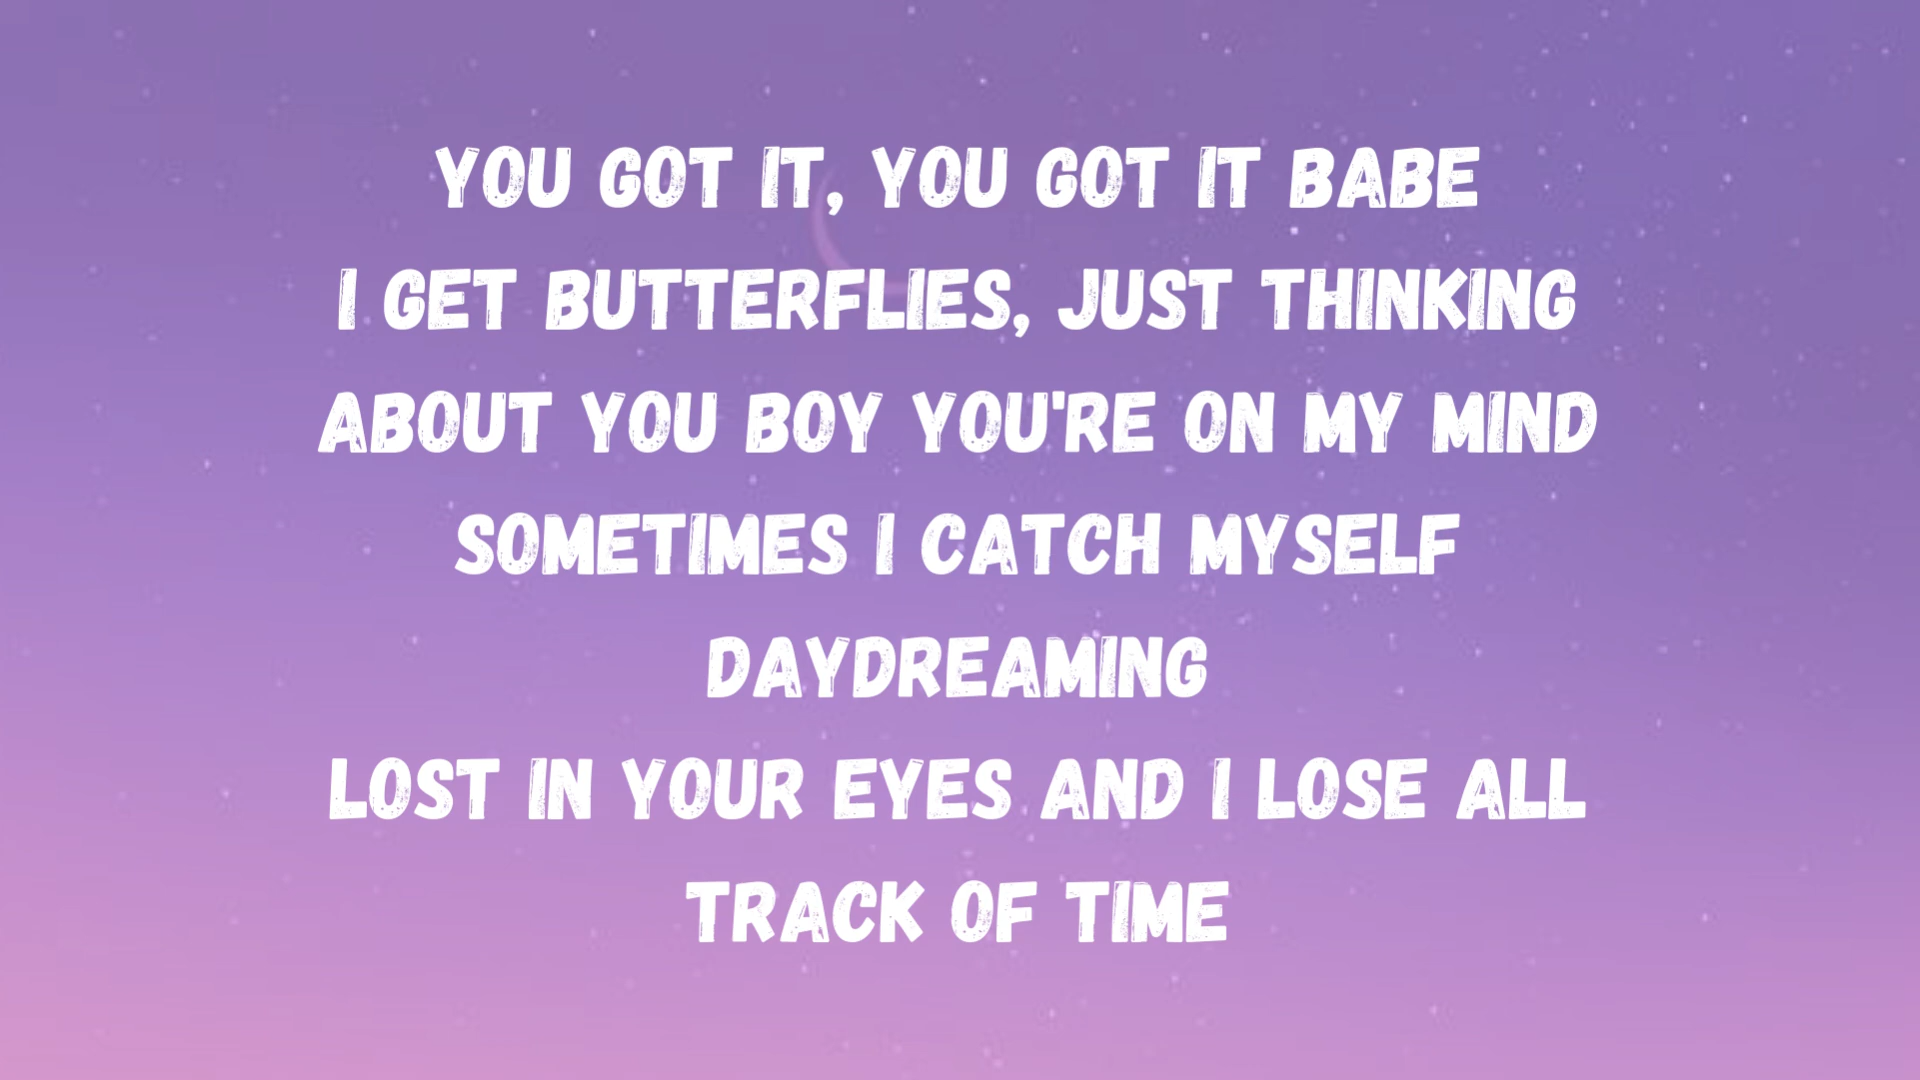 YOU GOT IT, YOU GOT IT BABE
I GET BUTTERFLIES, JUST THINKING
ABOUT YOU BOY YOU'RE ON MY MIND
SOMETIMES I CATCH MYSELF
DAYDREAMING
LOST IN YOUR EYES AND I LOSE ALL
TRACK OF TIME